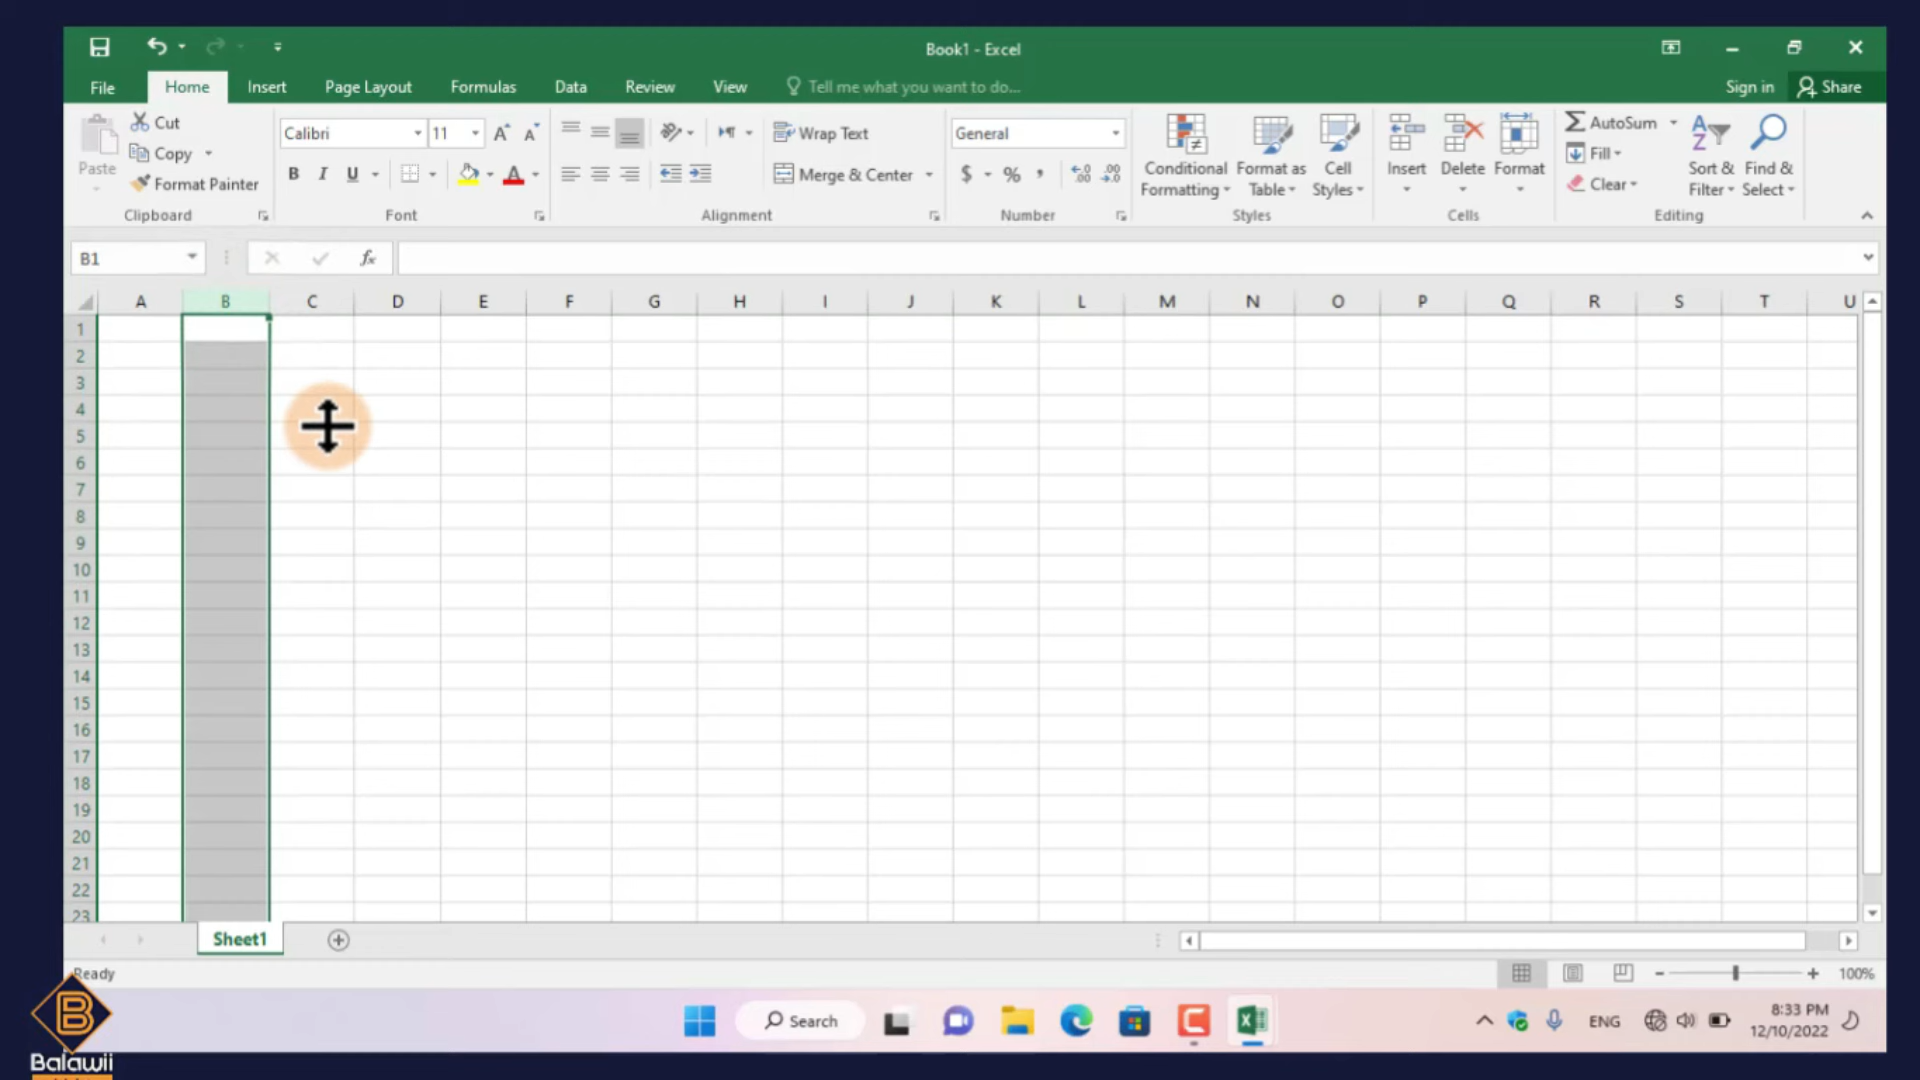 Book1 - Excel
File Home Insert Page Layout Formulas Data Review View Tell me what you want to do... Sign in Share
Paste
Cut
Copy
Format Painter
Clipboard
Calibri 11
B I U A
Font
Wrap Text
Merge & Center
Alignment
General
$ % ,
Number
Conditional Formatting
Format as Table
Cell Styles
Styles
Insert Delete Format
Cells
AutoSum
Fill
Clear
Sort & Filter
Find & Select
Editing
B1 fx
A B C D E F G H I J K L M N O P Q R S T U
1
2
3
4
5
6
7
8
9
10
11
12
13
14
15
16
17
18
19
20
21
22
23
Sheet1
Ready 100%
Search ENG 8:33 PM
12/10/2022
Balawii